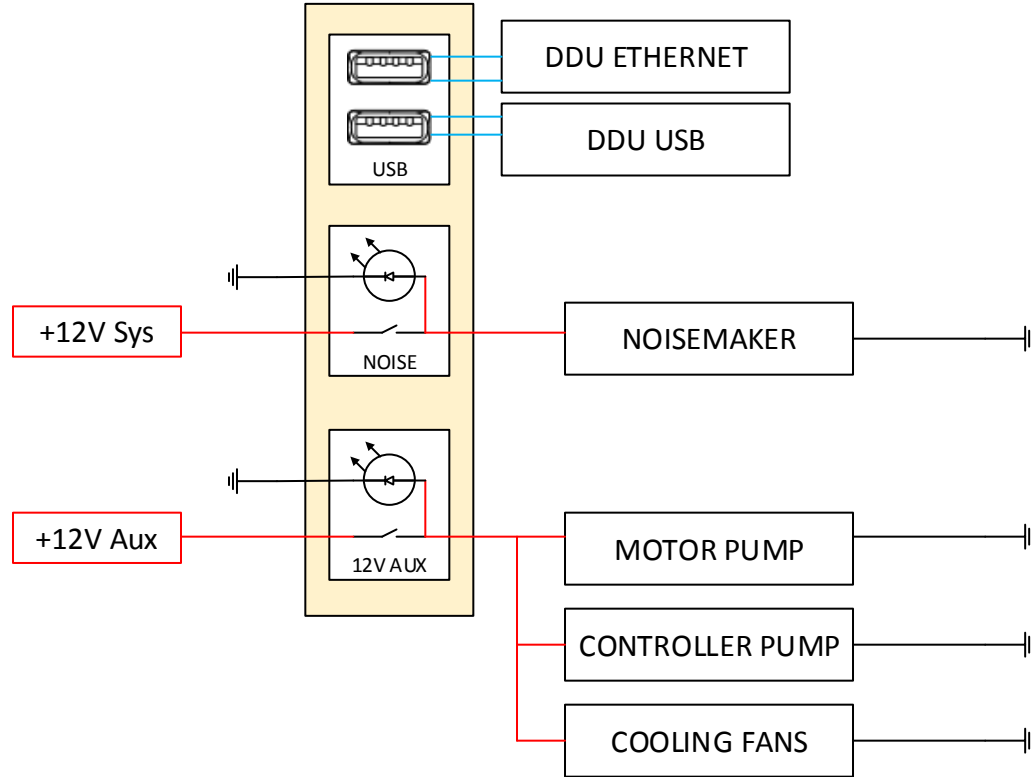 DDU ETHERNET
DDU USB
USB
+12V Sys
NOISE
NOISEMAKER
+12V Aux
12V AUX
MOTOR PUMP
CONTROLLER PUMP
COOLING FANS